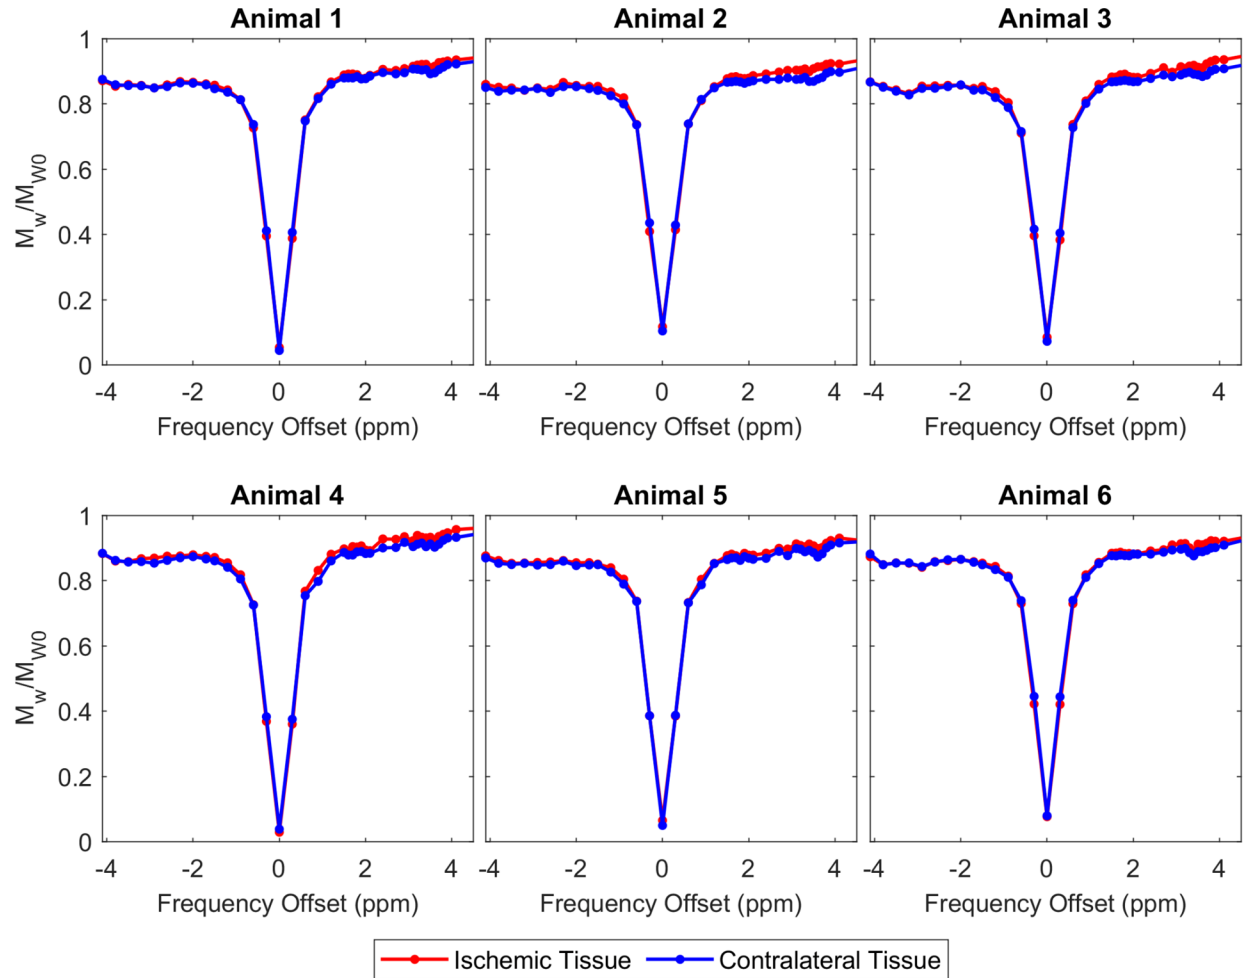 Animal 1 Animal 2 Animal 3
1
0.8
0.6
0.4
0.2
0
M_w/M_W0
-4 -2 0 2 4 -4 -2 0 2 4 -4 -2 0 2 4
Frequency Offset (ppm) Frequency Offset (ppm) Frequency Offset (ppm)
Animal 4 Animal 5 Animal 6
1
0.8
0.6
0.4
0.2
0
M_w/M_W0
-4 -2 0 2 4 -4 -2 0 2 4 -4 -2 0 2 4
Frequency Offset (ppm) Frequency Offset (ppm) Frequency Offset (ppm)
Ischemic Tissue Contralateral Tissue